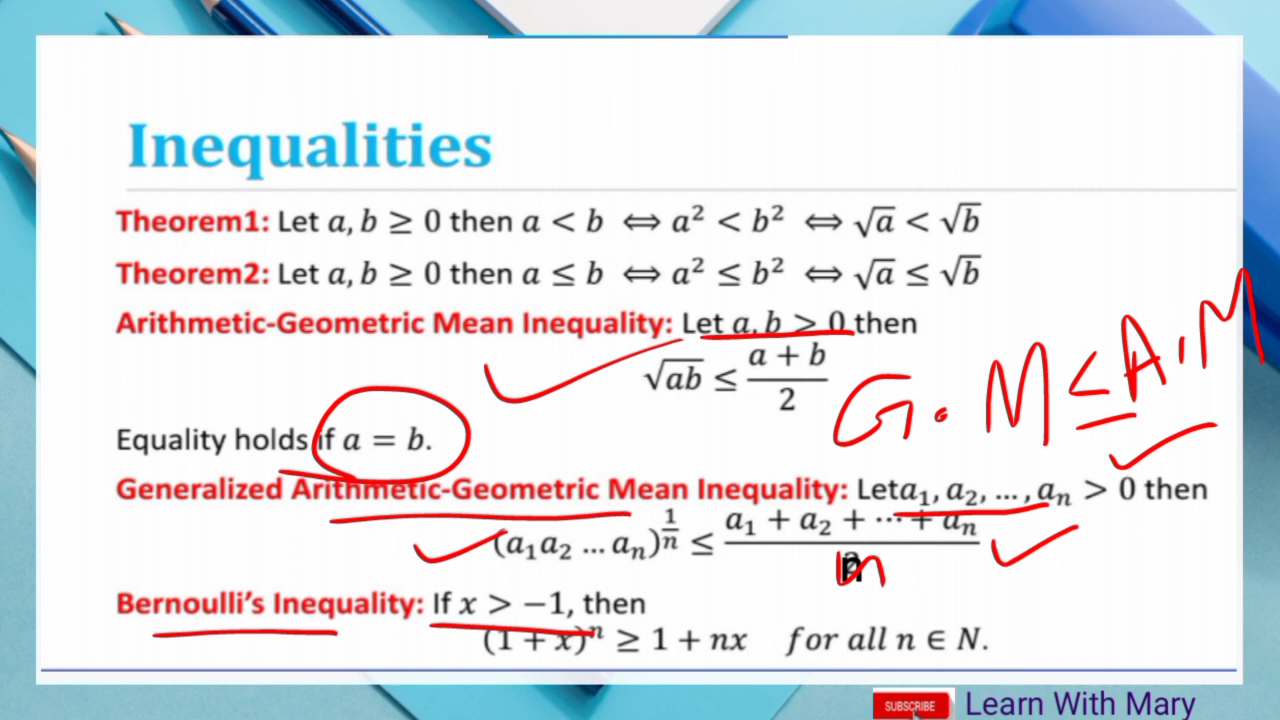 Inequalities
Theorem1: Let a, b ≥ 0 then a < b ⟺ a² < b² ⟺ √a < √b
Theorem2: Let a, b ≥ 0 then a ≤ b ⟺ a² ≤ b² ⟺ √a ≤ √b
Arithmetic-Geometric Mean Inequality: Let a, b > 0 then
√ab ≤ (a + b)/2
G. M ≤ A. M
Equality holds if a = b.
Generalized Arithmetic-Geometric Mean Inequality: Leta₁, a₂, … , aₙ > 0 then
(a₁a₂ … aₙ)^(1/n) ≤ (a₁ + a₂ + ⋯ + aₙ)/n
Bernoulli’s Inequality: If x > −1, then
(1 + x)ⁿ ≥ 1 + nx for all n ∈ N.
SUBSCRIBE Learn With Mary